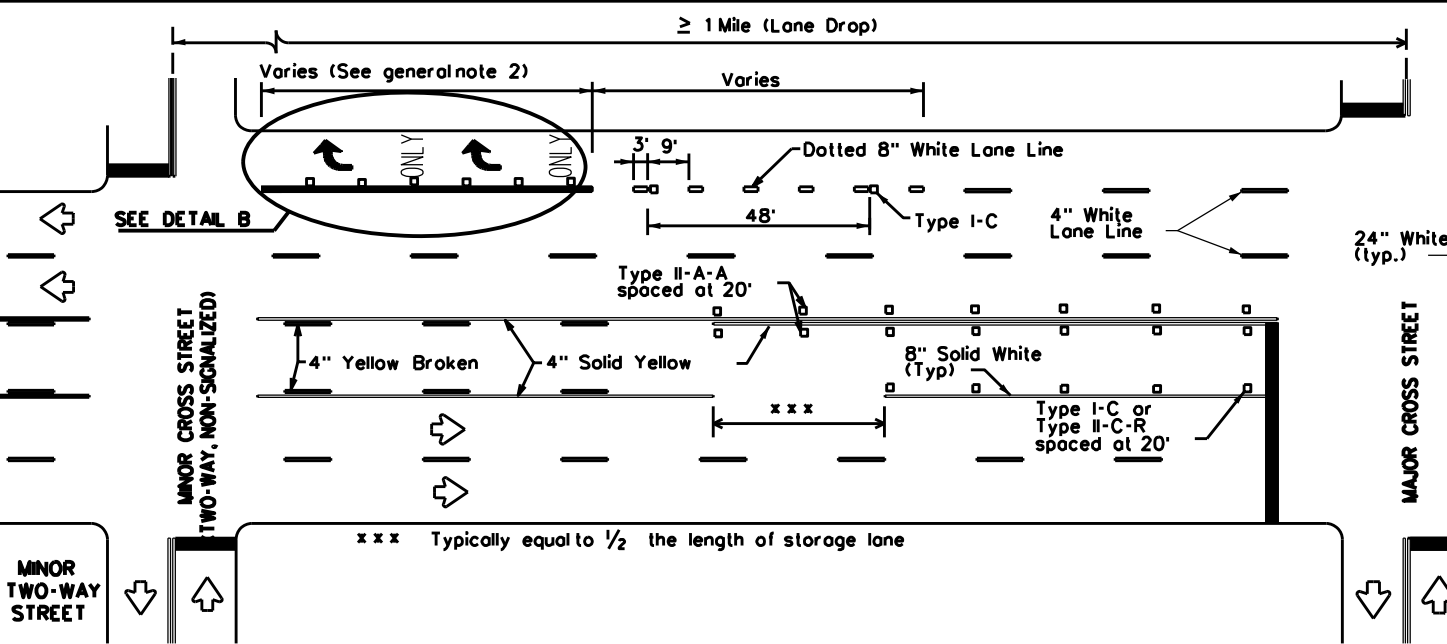 ≥ 1 Mile (Lane Drop)
Varies (See general note 2)
Varies
ONLY
ONLY
3'
9'
Dotted 8" White Lane Line
SEE DETAIL B
48'
Type I-C
4" White
Lane Line
24" White
(typ.)
Type II-A-A
spaced at 20'
MINOR CROSS STREET
(TWO-WAY, NON-SIGNALIZED)
4" Yellow Broken
4" Solid Yellow
8" Solid White
(Typ)
x x x
Type I-C or
Type II-C-R
spaced at 20'
MAJOR CROSS STREET
x x x Typically equal to 1/2 the length of storage lane
MINOR
TWO-WAY
STREET